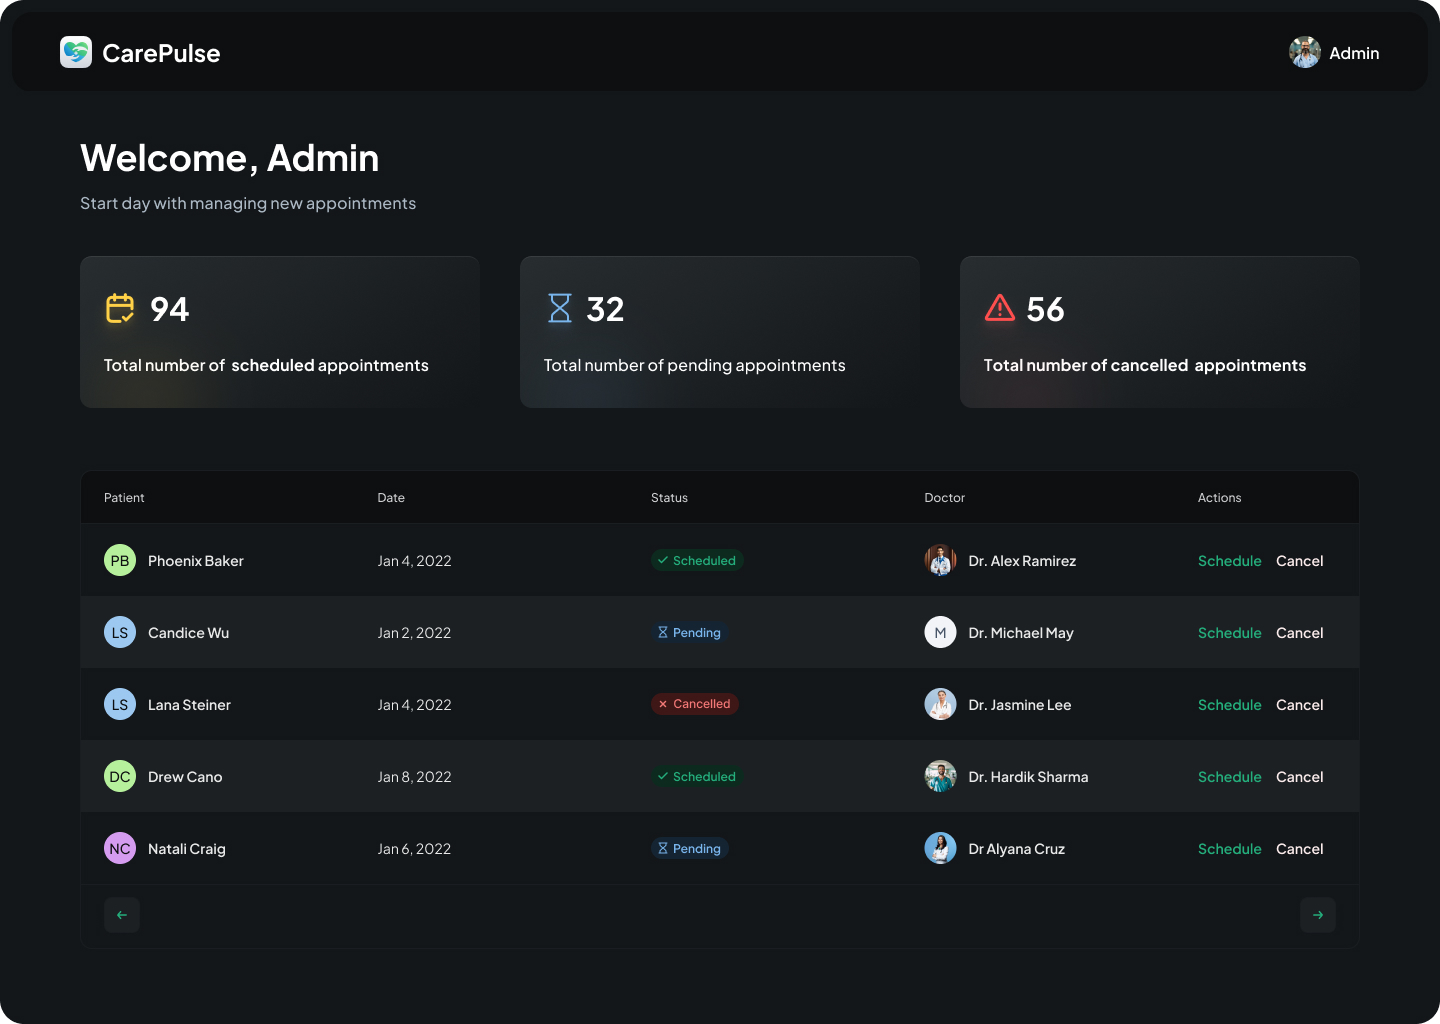 CarePulse
Admin
Welcome, Admin
Start day with managing new appointments
94
Total number of scheduled appointments
32
Total number of pending appointments
56
Total number of cancelled appointments
Patient Date Status Doctor Actions
PB Phoenix Baker Jan 4, 2022 Scheduled Dr. Alex Ramirez Schedule Cancel
LS Candice Wu Jan 2, 2022 Pending M Dr. Michael May Schedule Cancel
LS Lana Steiner Jan 4, 2022 Cancelled Dr. Jasmine Lee Schedule Cancel
DC Drew Cano Jan 8, 2022 Scheduled Dr. Hardik Sharma Schedule Cancel
NC Natali Craig Jan 6, 2022 Pending Dr Alyana Cruz Schedule Cancel